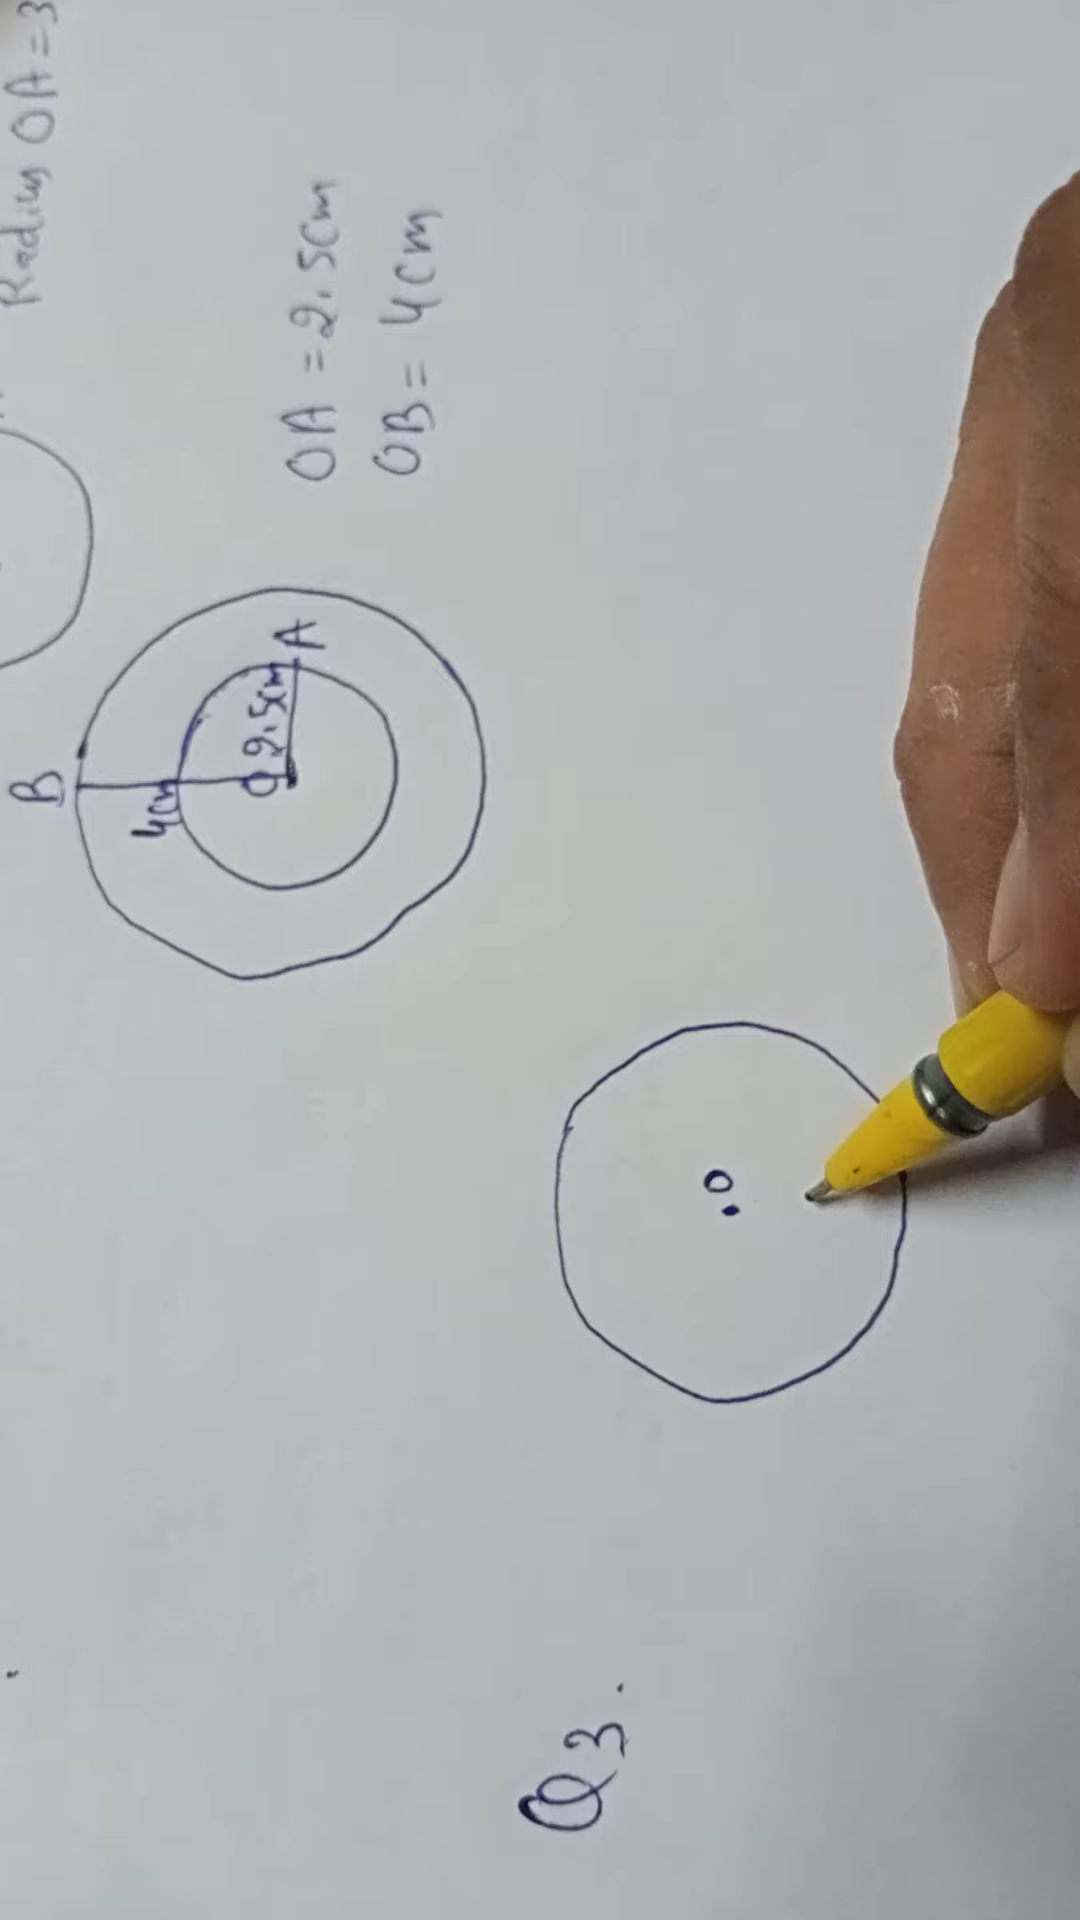 Radius OA = 3
OA = 2.5cm
OB = 4cm
B
4cm
O
2.5cm
A
O
Q3.